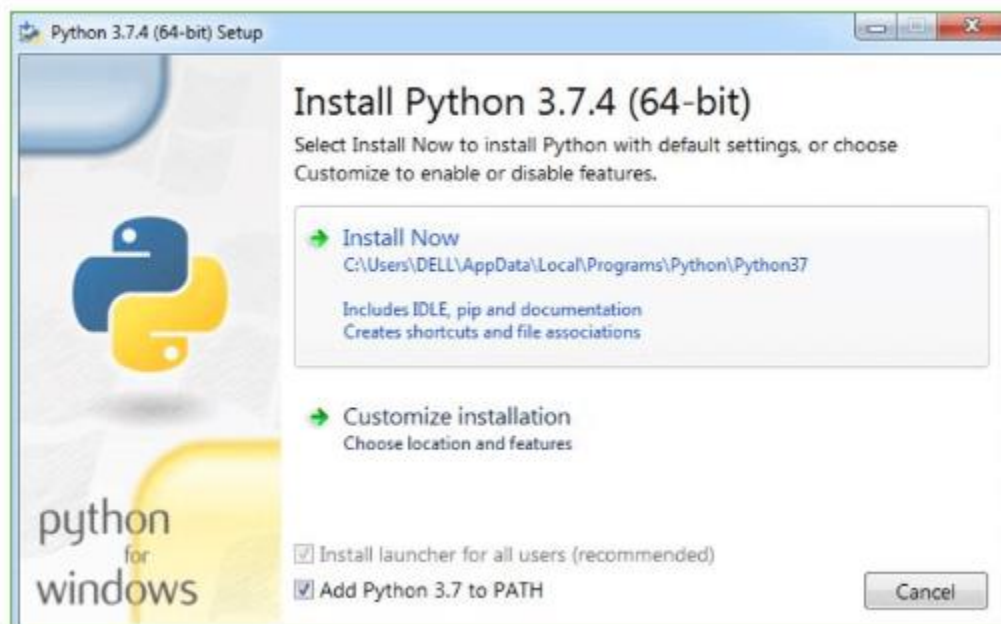 Python 3.7.4 (64-bit) Setup
Install Python 3.7.4 (64-bit)
Select Install Now to install Python with default settings, or choose
Customize to enable or disable features.
Install Now
C:\Users\DELL\AppData\Local\Programs\Python\Python37
Includes IDLE, pip and documentation
Creates shortcuts and file associations
Customize installation
Choose location and features
python
for
windows
Install launcher for all users (recommended)
Add Python 3.7 to PATH
Cancel